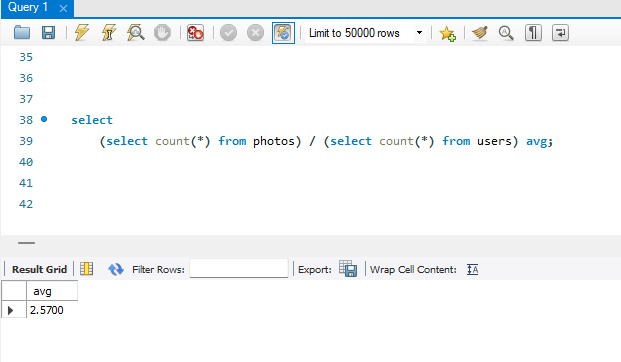 Query 1
Limit to 50000 rows
35
36
37
38 select
39 (select count(*) from photos) / (select count(*) from users) avg;
40
41
42
Result Grid Filter Rows: Export: Wrap Cell Content:
avg
2.5700